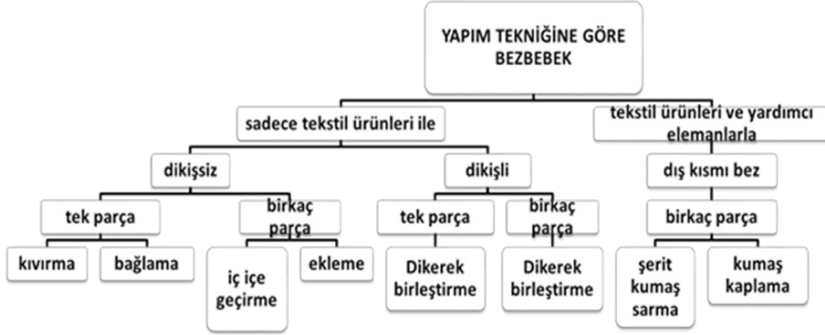 YAPIM TEKNİĞİNE GÖRE
BEZBEBEK
sadece tekstil ürünleri ile
tekstil ürünleri ve yardımcı
elemanlarla
dikişsiz
dikişli
dış kısmı bez
tek parça
birkaç
parça
tek parça
birkaç
parça
birkaç parça
kıvırma
bağlama
iç içe
geçirme
ekleme
Dikerek
birleştirme
Dikerek
birleştirme
şerit
kumaş
sarma
kumaş
kaplama